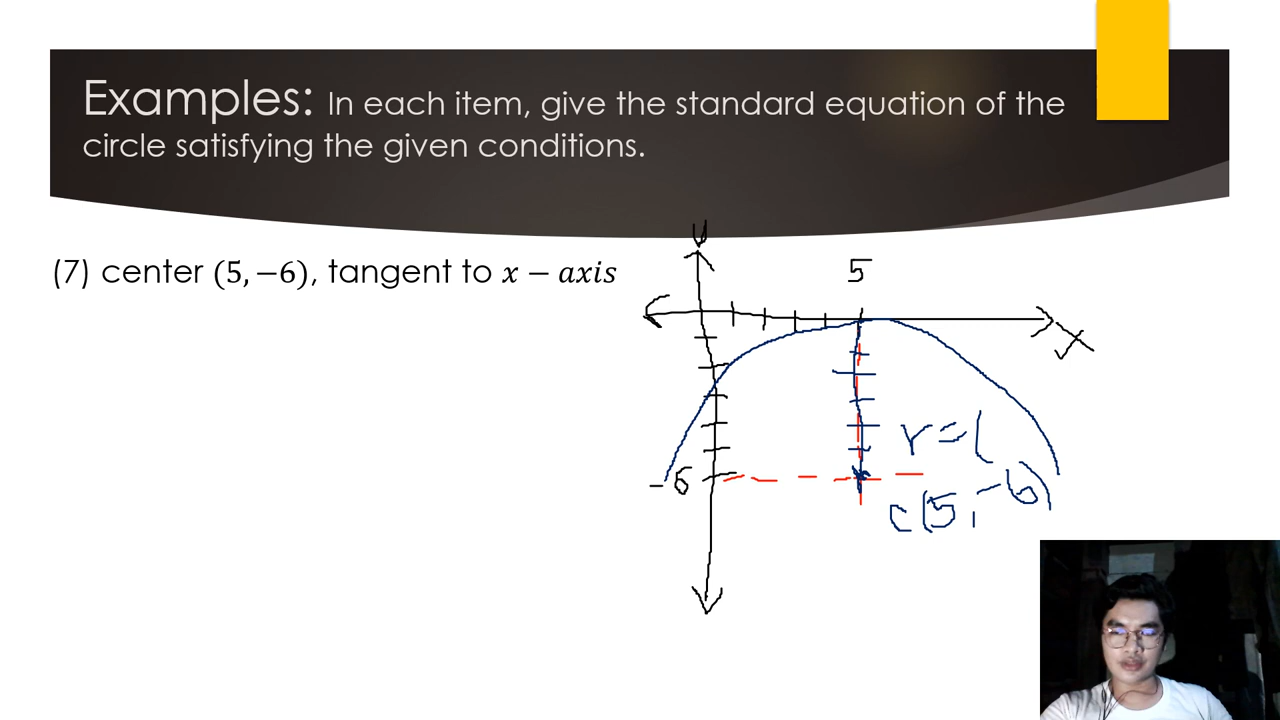 Examples: In each item, give the standard equation of the
circle satisfying the given conditions.
(7) center (5, −6), tangent to x − axis
y
5
x
r = (
-6
C(5, -6)